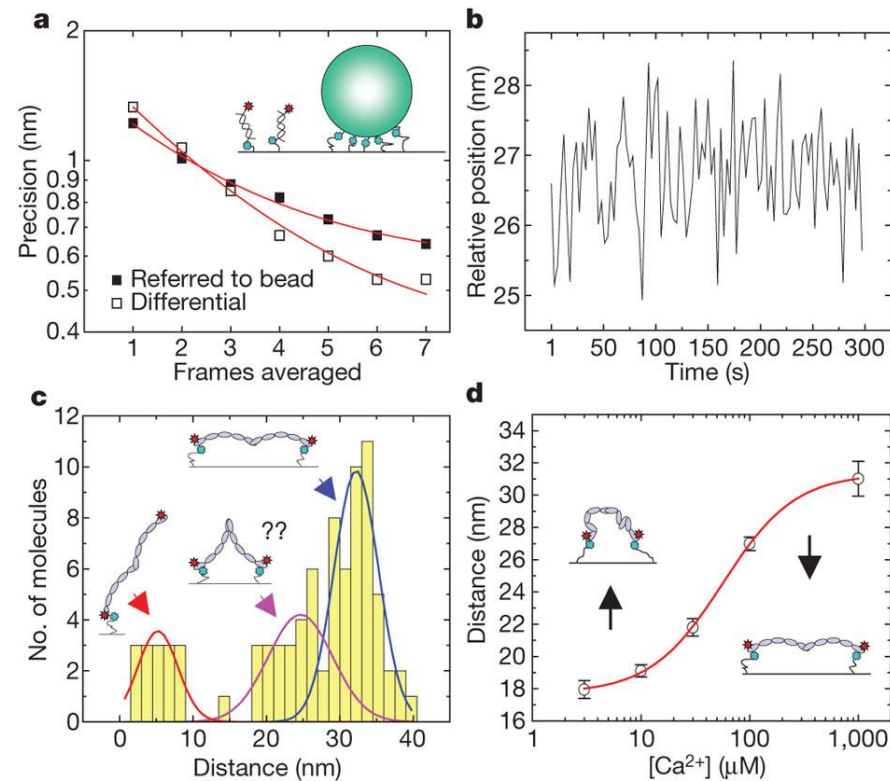 a
2
1
0.9
0.8
0.7
0.6
0.5
0.4
Precision (nm)
Referred to bead
Differential
1 2 3 4 5 6 7
Frames averaged
b
28
27
26
25
Relative position (nm)
1 50 100 150 200 250 300
Time (s)
c
12
10
8
6
4
2
0
No. of molecules
??
0 10 20 30 40
Distance (nm)
d
34
32
30
28
26
24
22
20
18
16
Distance (nm)
1 10 100 1,000
[Ca²⁺] (μM)